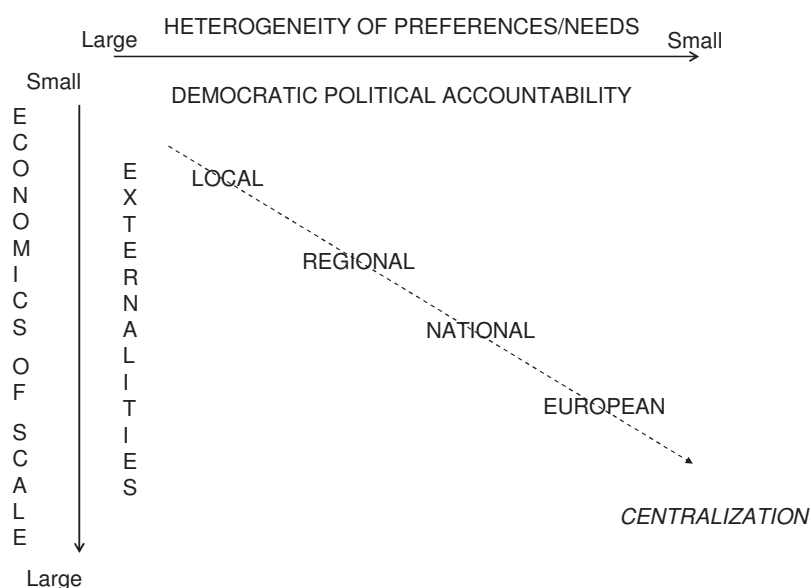 HETEROGENEITY OF PREFERENCES/NEEDS
Large
Small
Small
DEMOCRATIC POLITICAL ACCOUNTABILITY
ECONOMICS OF SCALE
EXTERNALITIES
LOCAL
REGIONAL
NATIONAL
EUROPEAN
CENTRALIZATION
Large